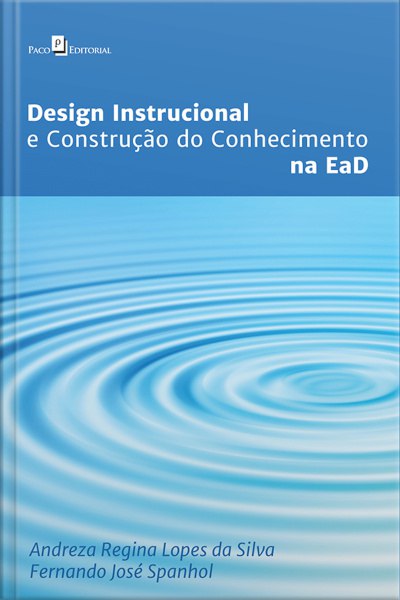 PACO EDITORIAL
Design Instrucional
e Construção do Conhecimento
na EaD
Andreza Regina Lopes da Silva
Fernando José Spanhol